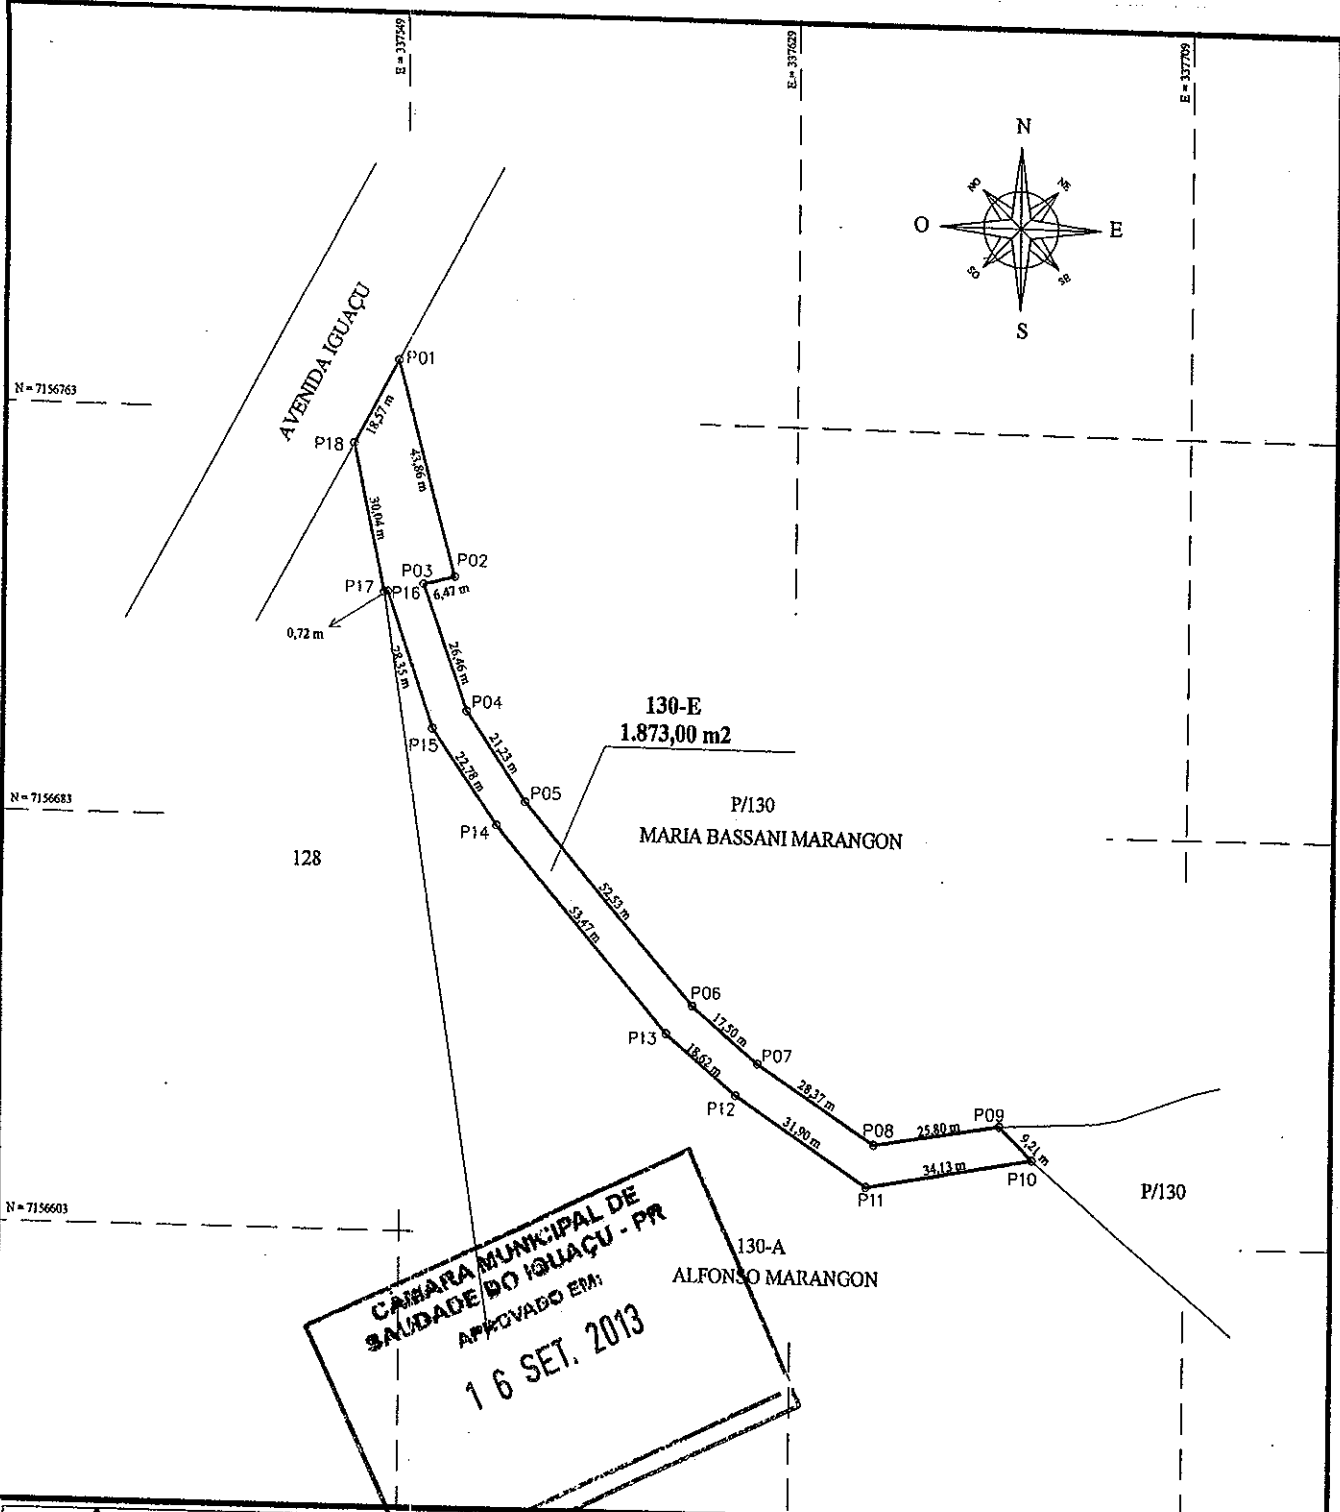 E = 337549
E = 337629
E = 337709
N
NO
NE
O
E
SO
SE
S
AVENIDA IGUAÇU
P01
N = 7156763
18,57 m
P18
43,86 m
30,04 m
P02
P03
P17
P16
6,47 m
0,72 m
28,35 m
26,46 m
P04
130-E
1.873,00 m2
P15
21,23 m
22,78 m
P05
N = 7156683
P/130
P14
MARIA BASSANI MARANGON
128
52,53 m
53,47 m
P06
P13
17,50 m
18,62 m
P07
P12
28,37 m
P09
31,90 m
P08
25,80 m
9,21 m
34,13 m
P10
P11
P/130
N = 7156603
130-A
ALFONSO MARANGON
CAMARA MUNICIPAL DE
SAUDADE DO IGUAÇU - PR
APROVADO EM:
16 SET. 2013